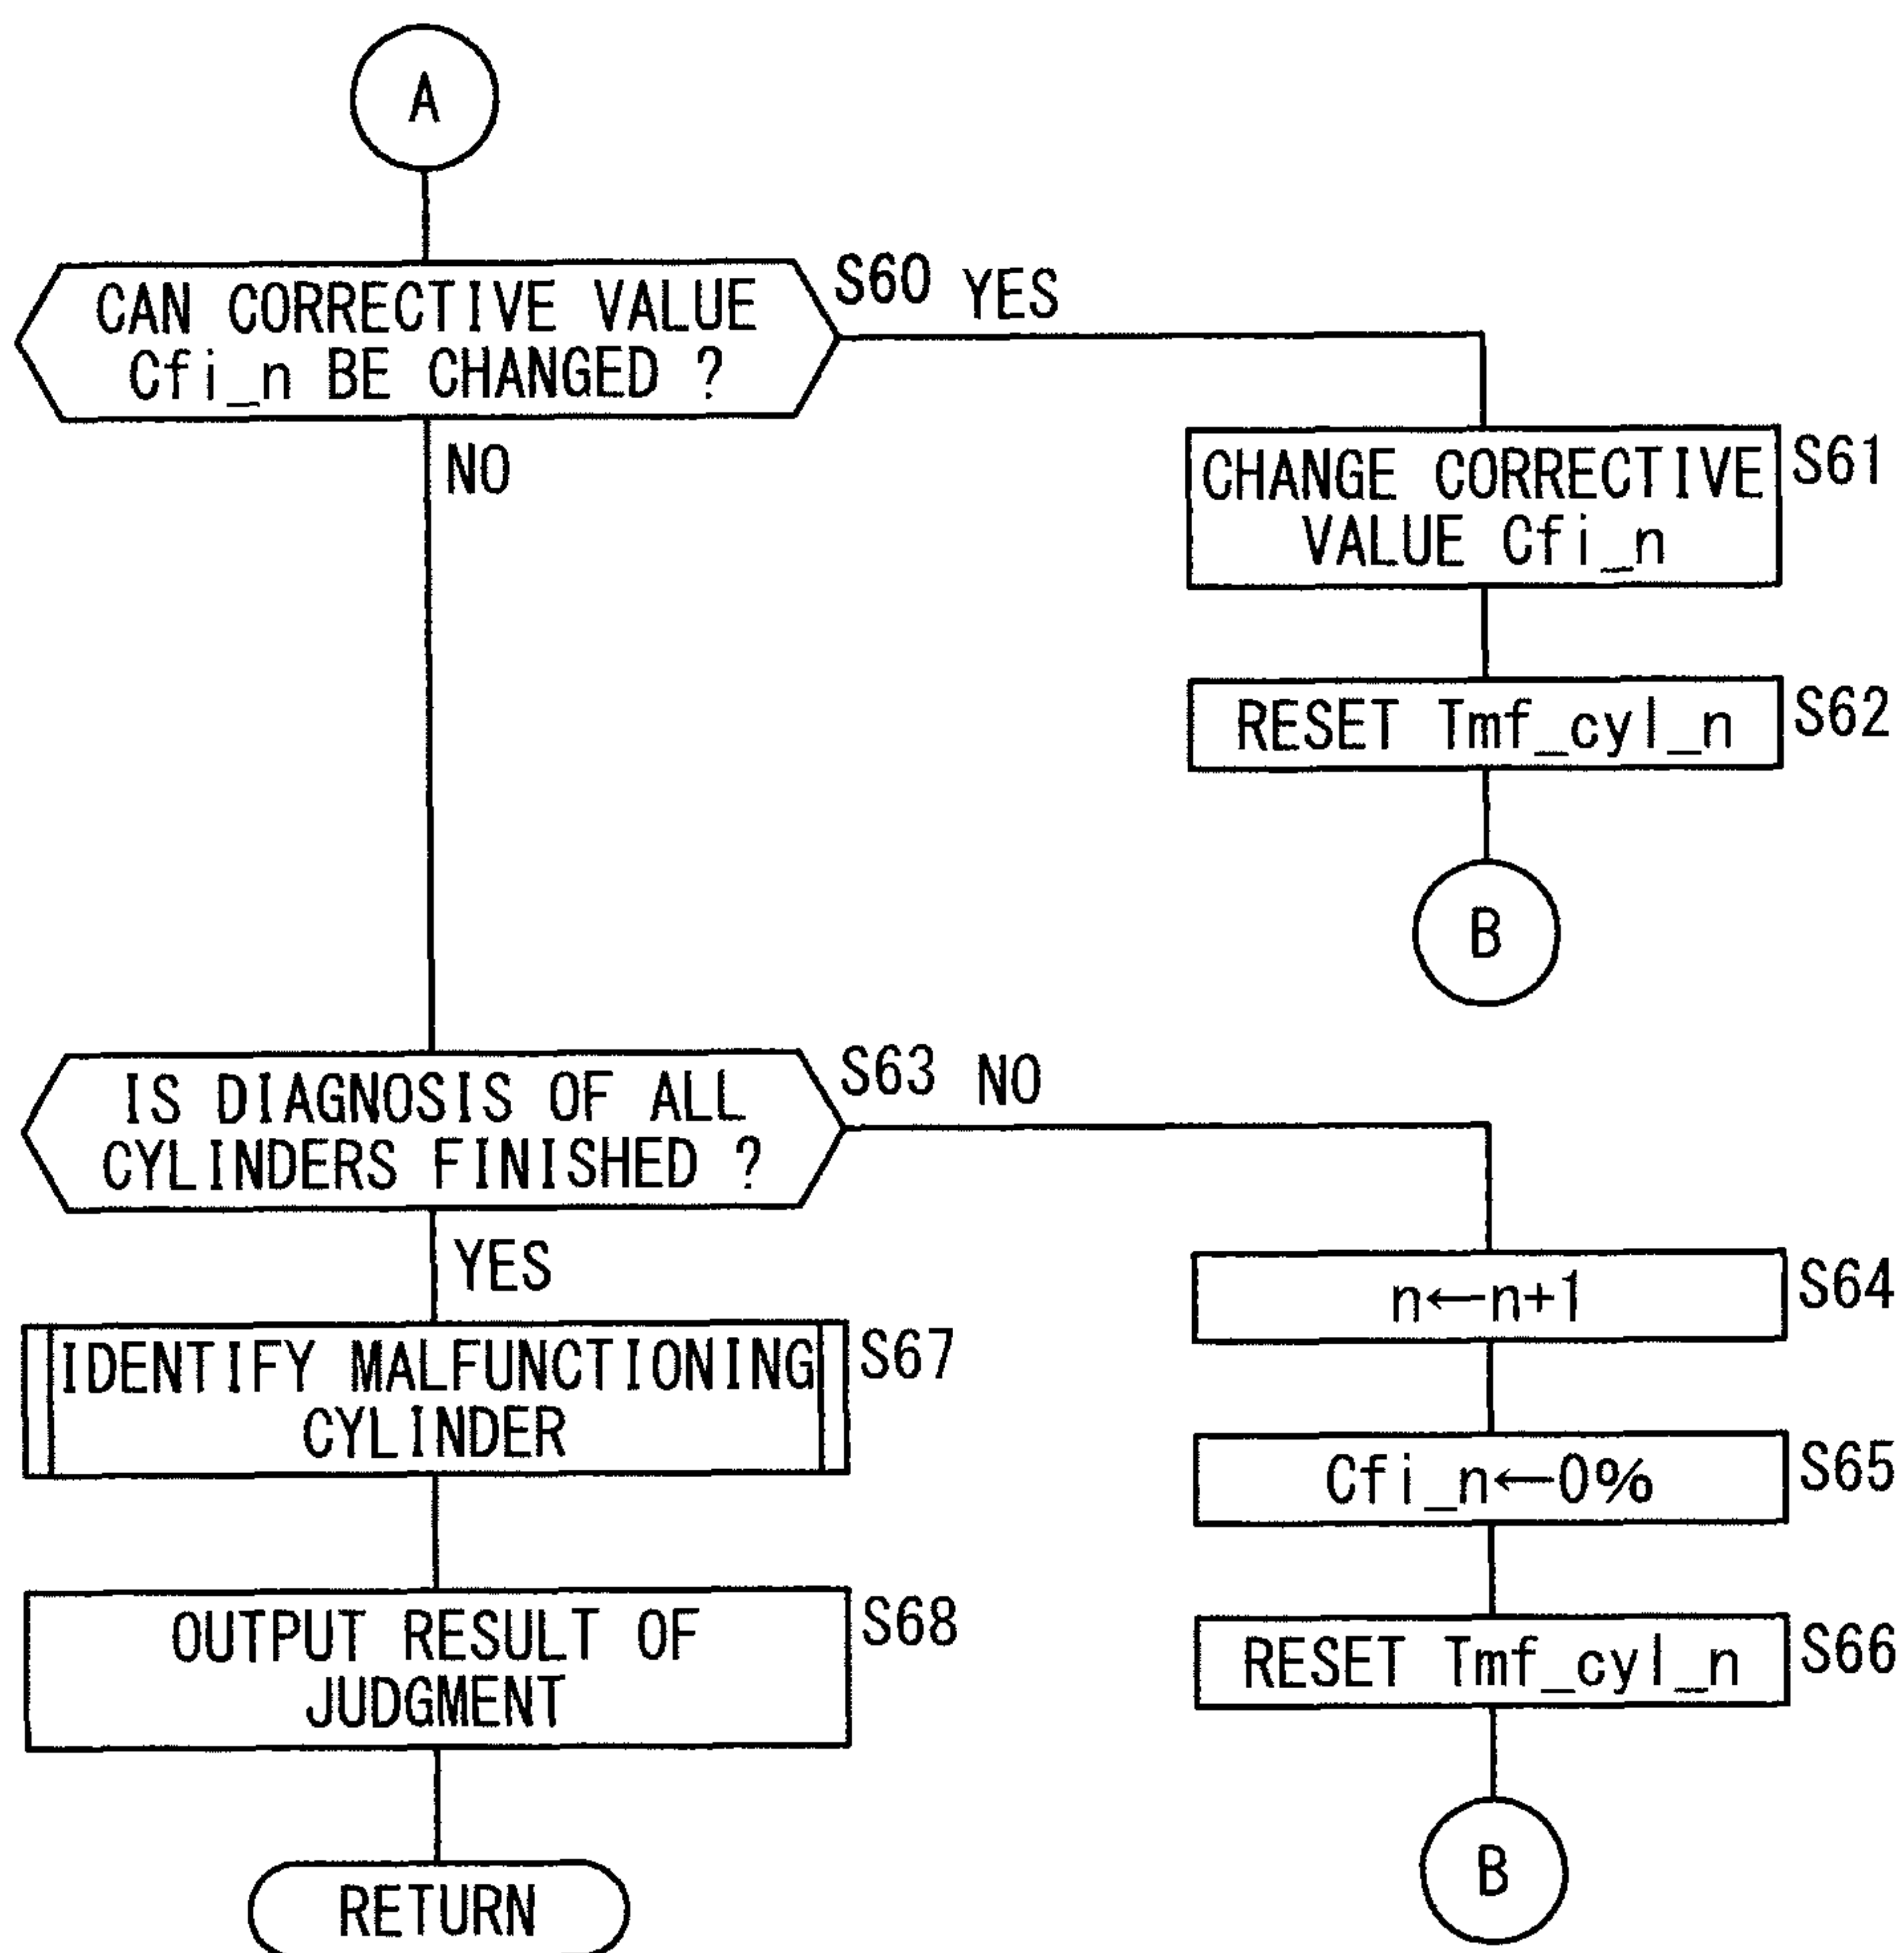 A
CAN CORRECTIVE VALUE
Cfi_n BE CHANGED ?
S60
YES
NO
CHANGE CORRECTIVE
VALUE Cfi_n
S61
RESET Tmf_cyl_n
S62
B
IS DIAGNOSIS OF ALL
CYLINDERS FINISHED ?
S63
NO
YES
n←n+1
S64
IDENTIFY MALFUNCTIONING
CYLINDER
S67
Cfi_n←0%
S65
OUTPUT RESULT OF
JUDGMENT
S68
RESET Tmf_cyl_n
S66
RETURN
B